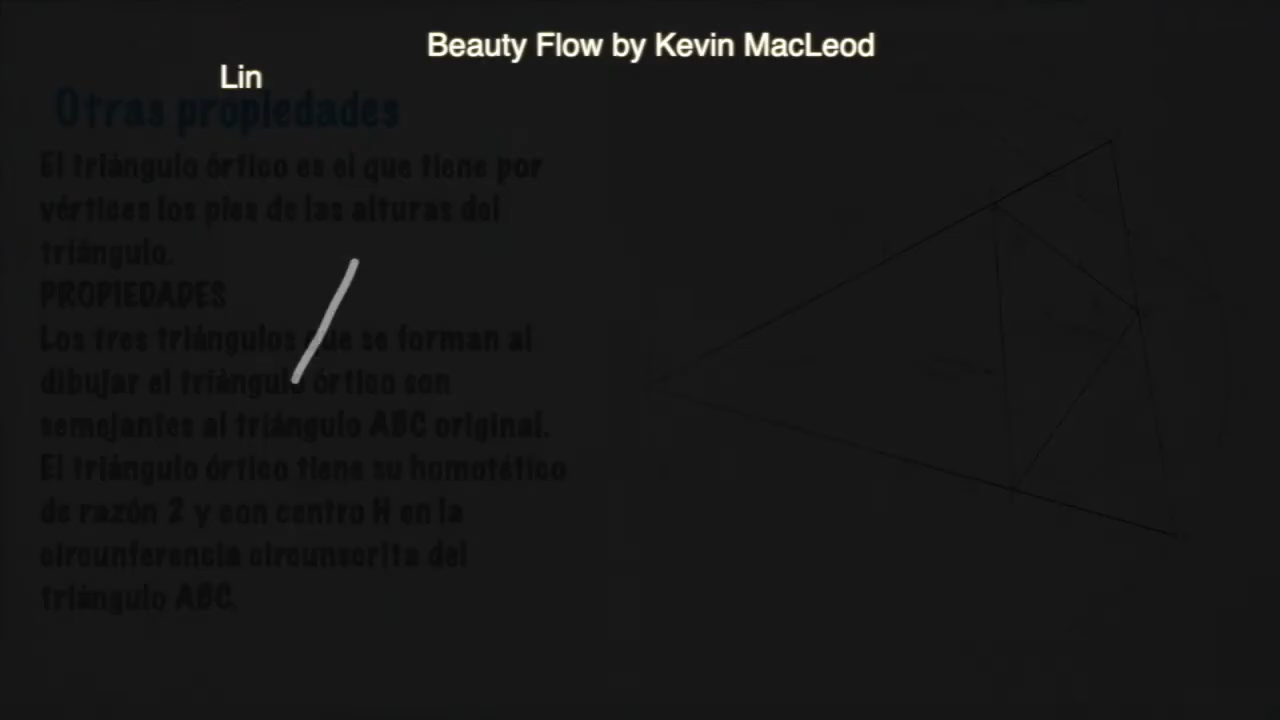 Beauty Flow by Kevin MacLeod
Lin
Otras propiedades
El triángulo órtico es el que tiene por
vértices los pies de las alturas del
triángulo.
PROPIEDADES
Los tres triángulos que se forman al
dibujar el triángulo órtico son
semejantes al triángulo ABC original.
El triángulo órtico tiene su homotético
de razón 2 y con centro H en la
circunferencia circunscrita del
triángulo ABC.